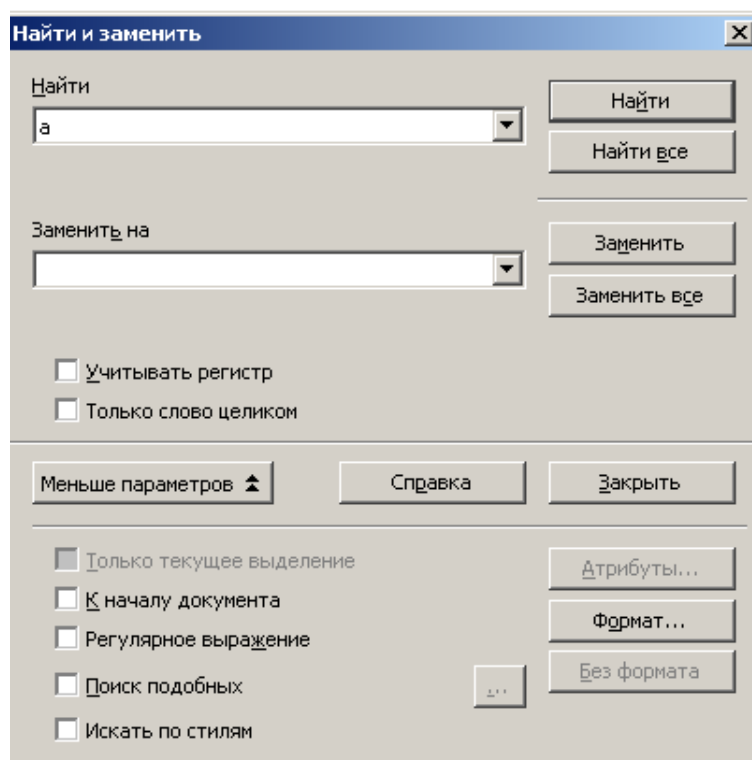 Найти и заменить
Найти
а
Найти
Найти все
Заменить на
Заменить
Заменить все
Учитывать регистр
Только слово целиком
Меньше параметров
Справка
Закрыть
Только текущее выделение
Атрибуты...
К началу документа
Формат...
Регулярное выражение
Без формата
Поиск подобных
...
Искать по стилям